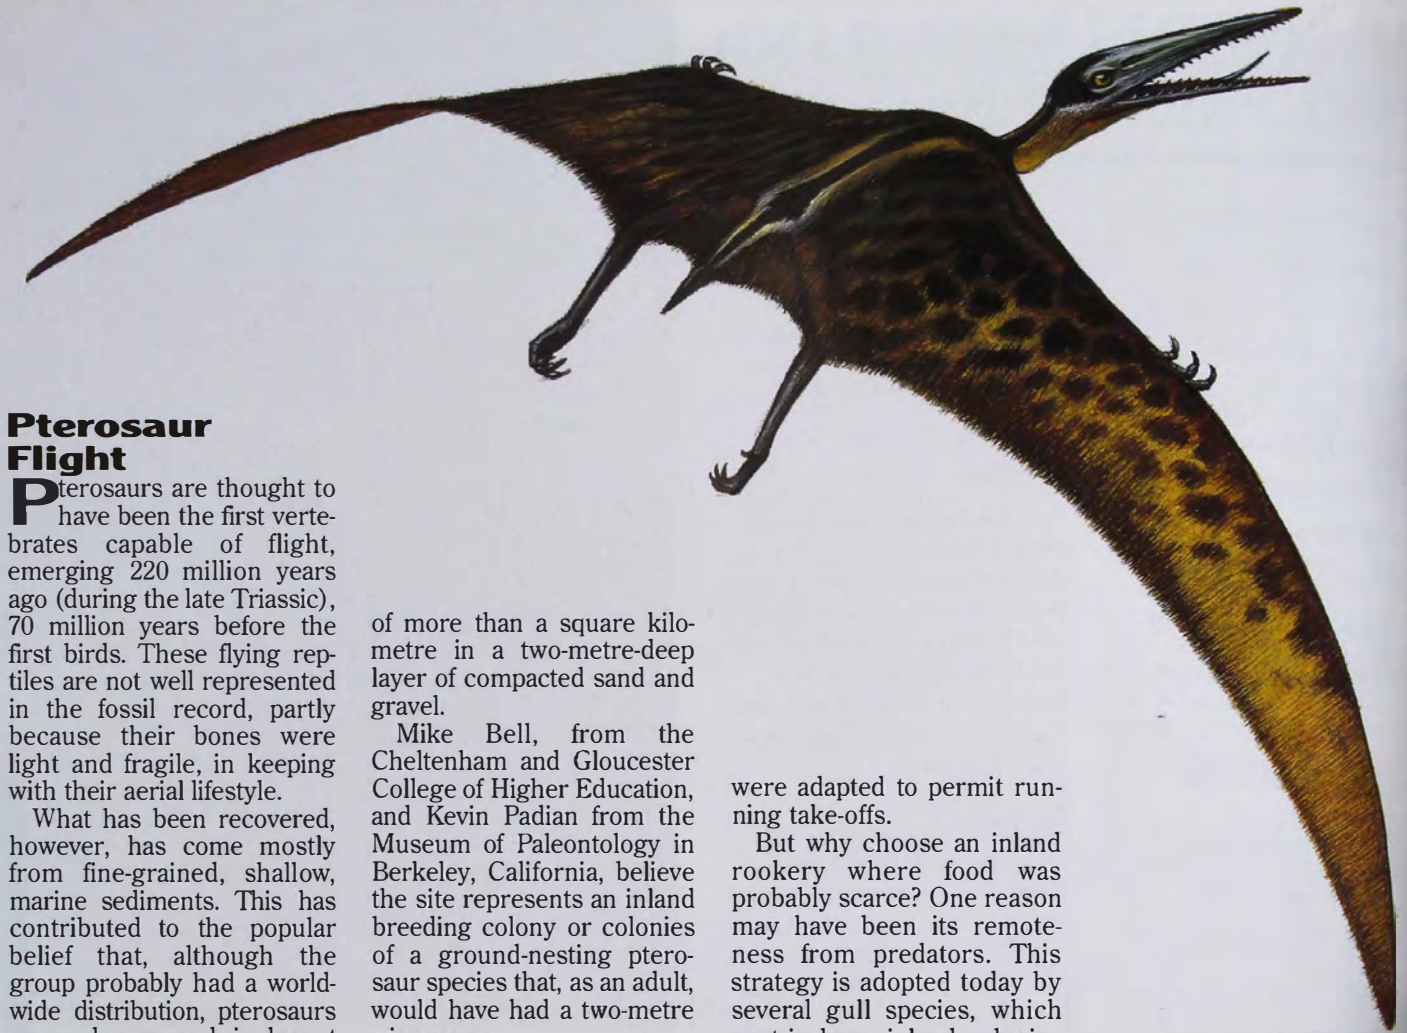 Pterosaur
Flight
Pterosaurs are thought to
have been the first verte-
brates capable of flight,
emerging 220 million years
ago (during the late Triassic),
70 million years before the
first birds. These flying rep-
tiles are not well represented
in the fossil record, partly
because their bones were
light and fragile, in keeping
with their aerial lifestyle.
What has been recovered,
however, has come mostly
from fine-grained, shallow,
marine sediments. This has
contributed to the popular
belief that, although the
group probably had a world-
wide distribution, pterosaurs
of more than a square kilo-
metre in a two-metre-deep
layer of compacted sand and
gravel.
Mike Bell, from the
Cheltenham and Gloucester
College of Higher Education,
and Kevin Padian from the
Museum of Paleontology in
Berkeley, California, believe
the site represents an inland
breeding colony or colonies
of a ground-nesting ptero-
saur species that, as an adult,
would have had a two-metre
were adapted to permit run-
ning take-offs.
But why choose an inland
rookery where food was
probably scarce? One reason
may have been its remote-
ness from predators. This
strategy is adopted today by
several gull species, which